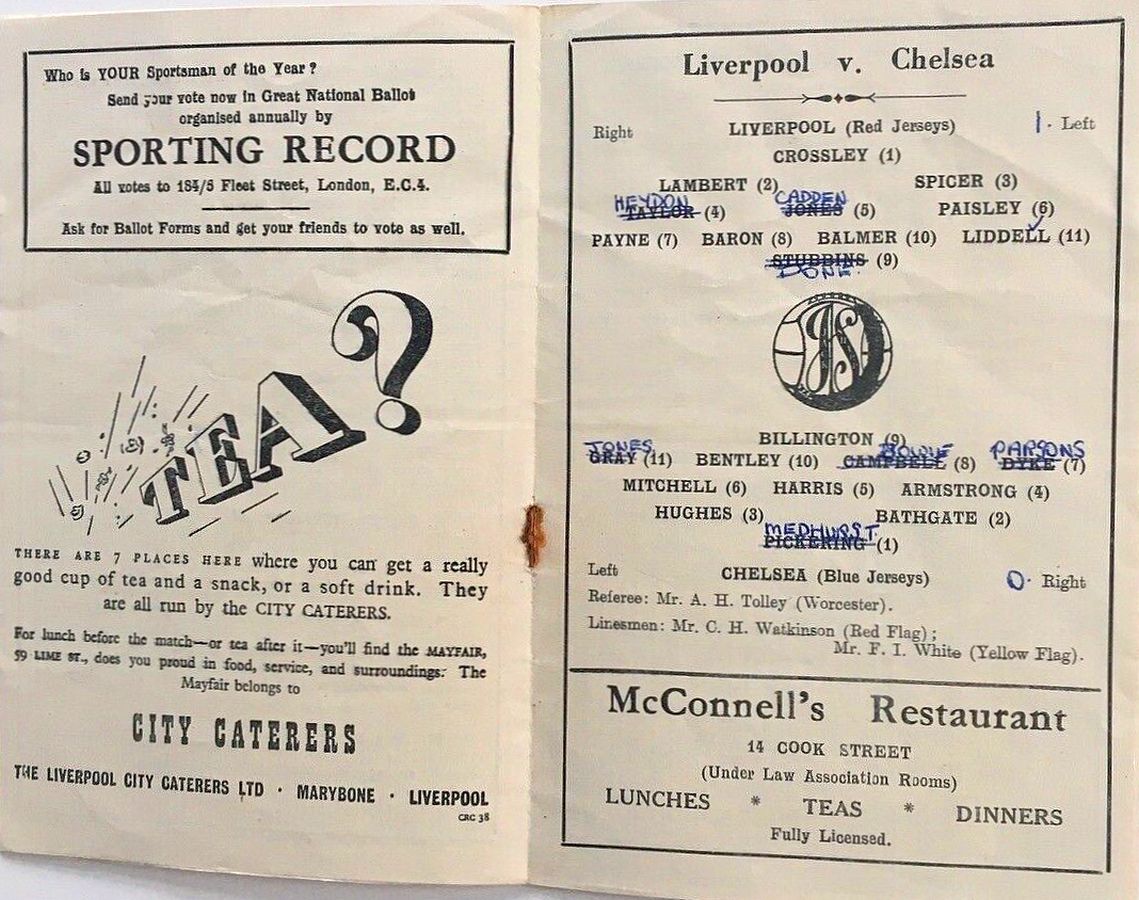 Who is YOUR Sportsman of the Year?
Send your vote now in Great National Ballot
organised annually by
SPORTING RECORD
All votes to 184/5 Fleet Street, London, E.C.4.
Ask for Ballot Forms and get your friends to vote as well.
TEA?
THERE ARE 7 PLACES HERE where you can get a really
good cup of tea and a snack, or a soft drink. They
are all run by the CITY CATERERS.
For lunch before the match—or tea after it—you'll find the MAYFAIR,
59 LIME ST., does you proud in food, service, and surroundings. The
Mayfair belongs to
CITY CATERERS
THE LIVERPOOL CITY CATERERS LTD · MARYBONE · LIVERPOOL
CRC 38
Liverpool v. Chelsea
Right LIVERPOOL (Red Jerseys) 1. Left
CROSSLEY (1)
LAMBERT (2) SPICER (3)
HEYDON CADDEN
TAYLOR (4) JONES (5) PAISLEY (6)
PAYNE (7) BARON (8) BALMER (10) LIDDELL (11)
STUBBINS (9)
DONE.
BILLINGTON (9)
JONES BOWIE PARSONS
GRAY (11) BENTLEY (10) CAMPBELL (8) DYKE (7)
MITCHELL (6) HARRIS (5) ARMSTRONG (4)
HUGHES (3) BATHGATE (2)
MEDHURST
PICKERING (1)
Left CHELSEA (Blue Jerseys) 0. Right
Referee: Mr. A. H. Tolley (Worcester).
Linesmen: Mr. C. H. Watkinson (Red Flag);
Mr. F. I. White (Yellow Flag).
McConnell's Restaurant
14 COOK STREET
(Under Law Association Rooms)
LUNCHES * TEAS * DINNERS
Fully Licensed.